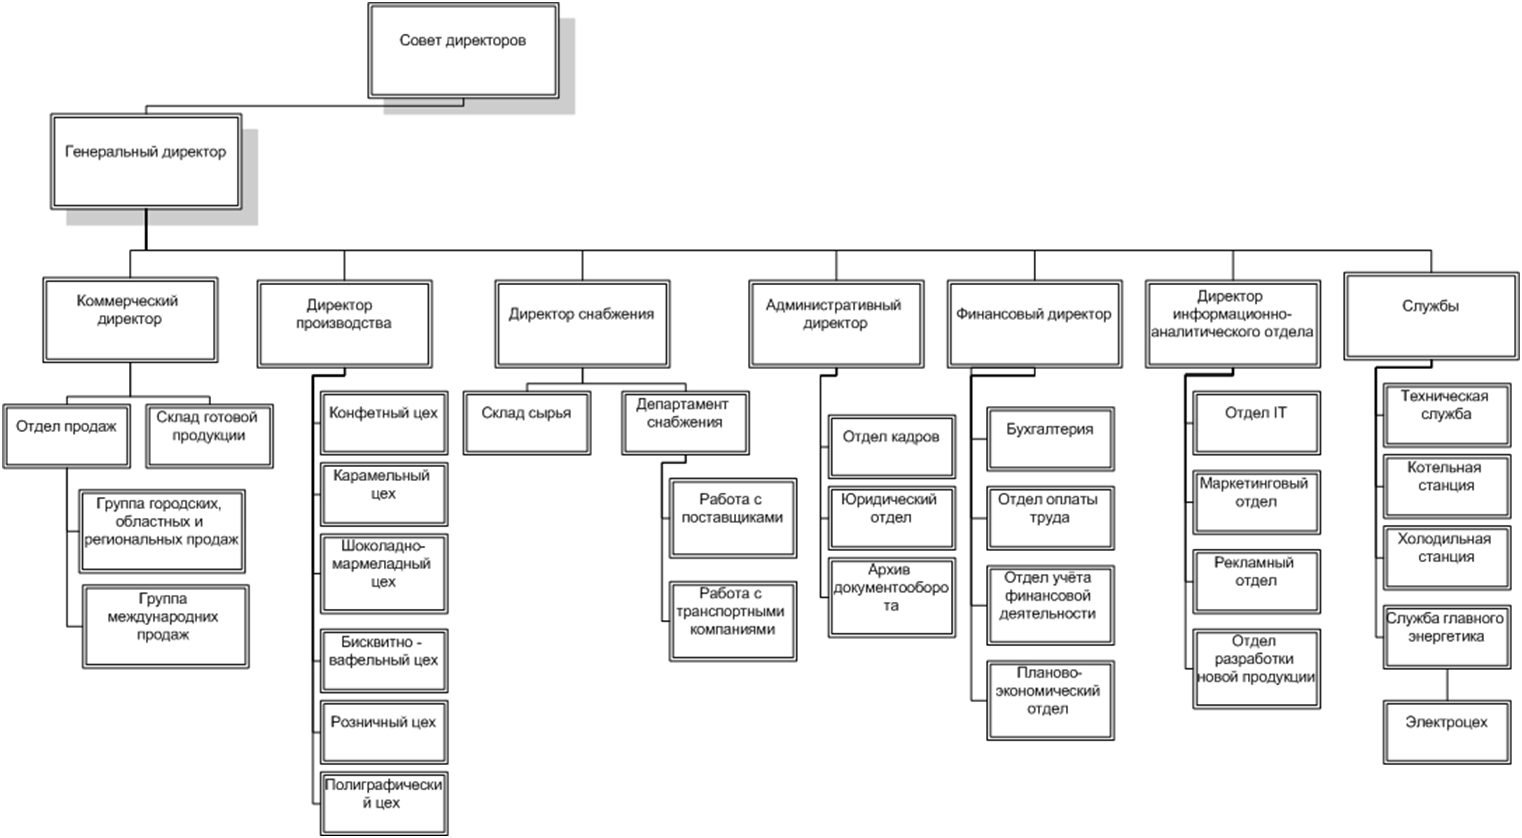 Совет директоров
Генеральный директор
Коммерческий
директор
Директор
производства
Директор снабжения
Административный
директор
Финансовый директор
Директор
информационно-
аналитического отдела
Службы
Отдел продаж
Склад готовой
продукции
Группа городских,
областных и
региональных продаж
Группа
международних
продаж
Конфетный цех
Карамельный
цех
Шоколадно-
мармеладный
цех
Бисквитно -
вафельный цех
Розничный цех
Полиграфически
й цех
Склад сырья
Департамент
снабжения
Работа с
поставщиками
Работа с
транспортными
компаниями
Отдел кадров
Юридический
отдел
Архив
документооборо
та
Бухгалтерия
Отдел оплаты
труда
Отдел учёта
финансовой
деятельности
Планово-
экономический
отдел
Отдел IT
Маркетинговый
отдел
Рекламный
отдел
Отдел
разработки
новой продукции
Техническая
служба
Котельная
станция
Холодильная
станция
Служба главного
энергетика
Электроцех